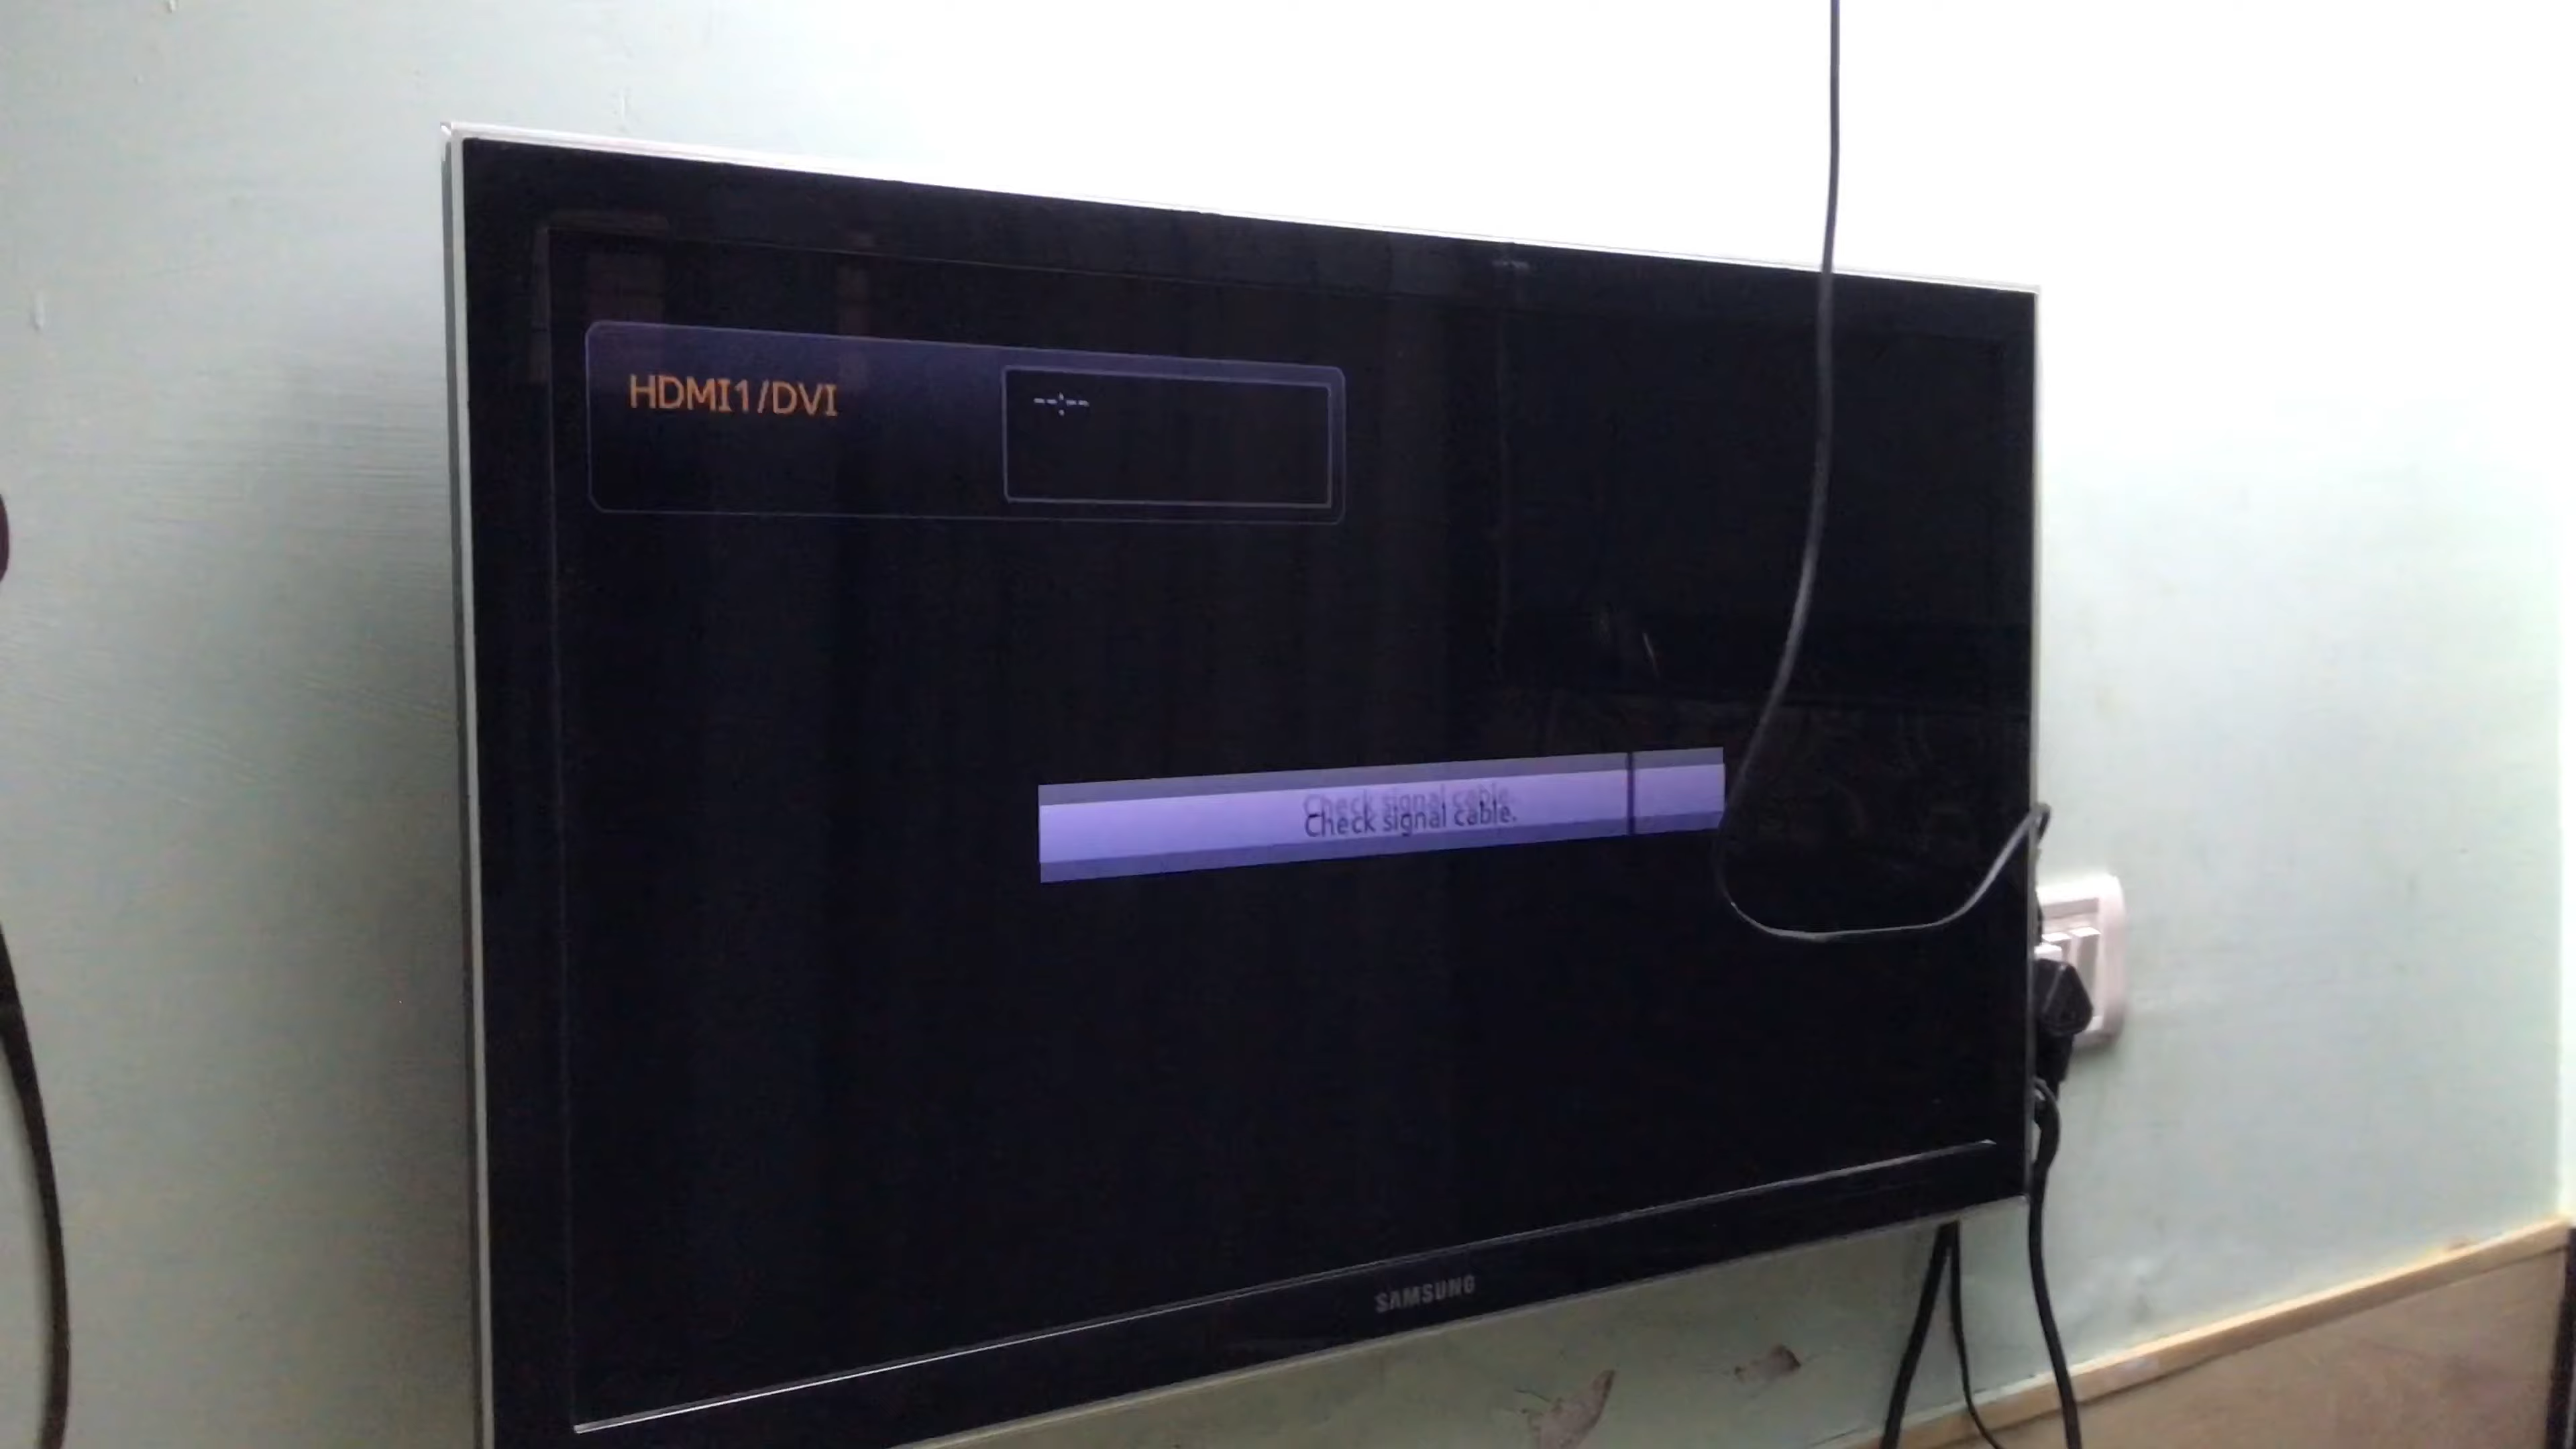 HDMI1/DVI
--:--
Check signal cable.
Check signal cable.
SAMSUNG